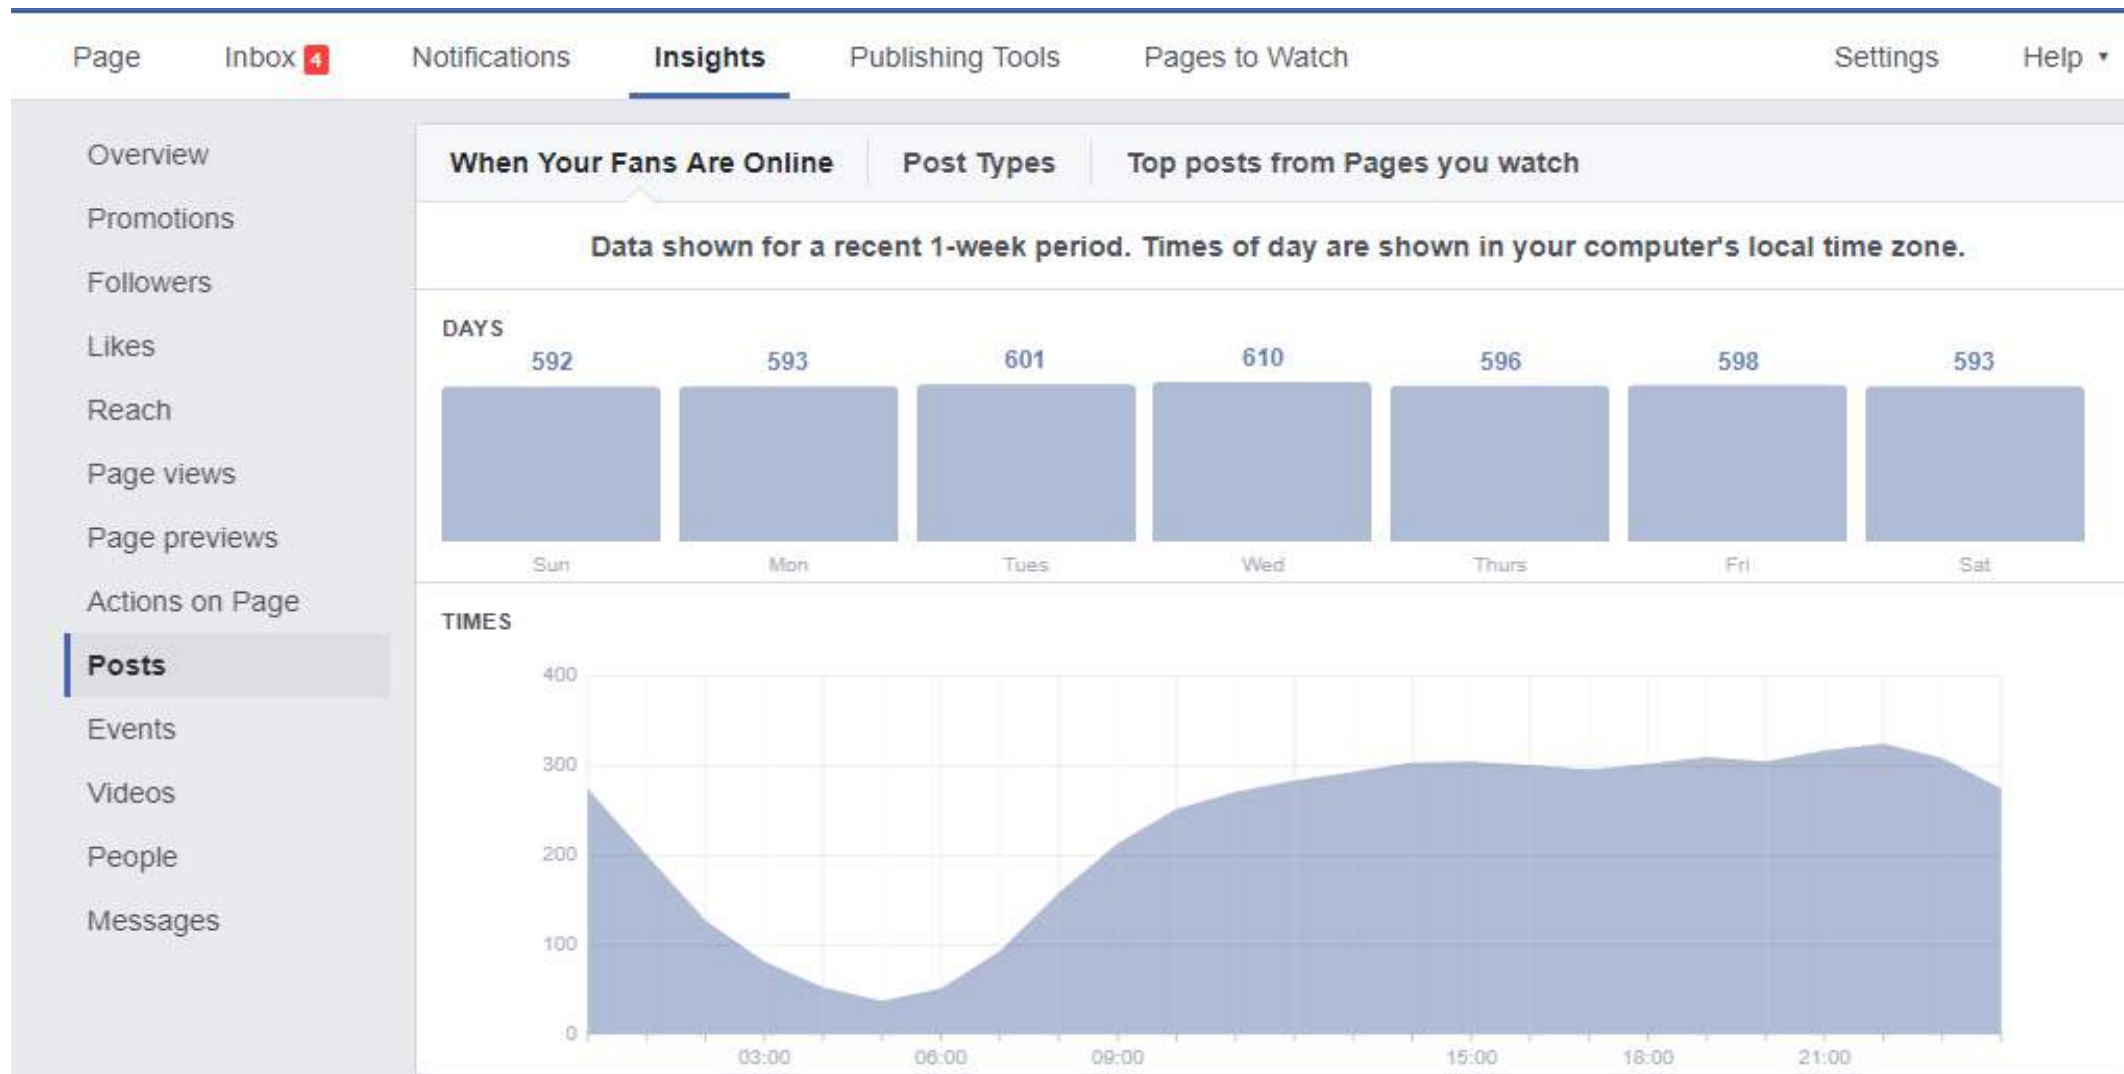 Page Inbox 4 Notifications Insights Publishing Tools Pages to Watch Settings Help
Overview
Promotions
Followers
Likes
Reach
Page views
Page previews
Actions on Page
Posts
Events
Videos
People
Messages
When Your Fans Are Online Post Types Top posts from Pages you watch
Data shown for a recent 1-week period. Times of day are shown in your computer's local time zone.
DAYS
592 593 601 610 596 598 593
Sun Mon Tues Wed Thurs Fri Sat
TIMES
400
300
200
100
0
03:00 06:00 09:00 15:00 18:00 21:00